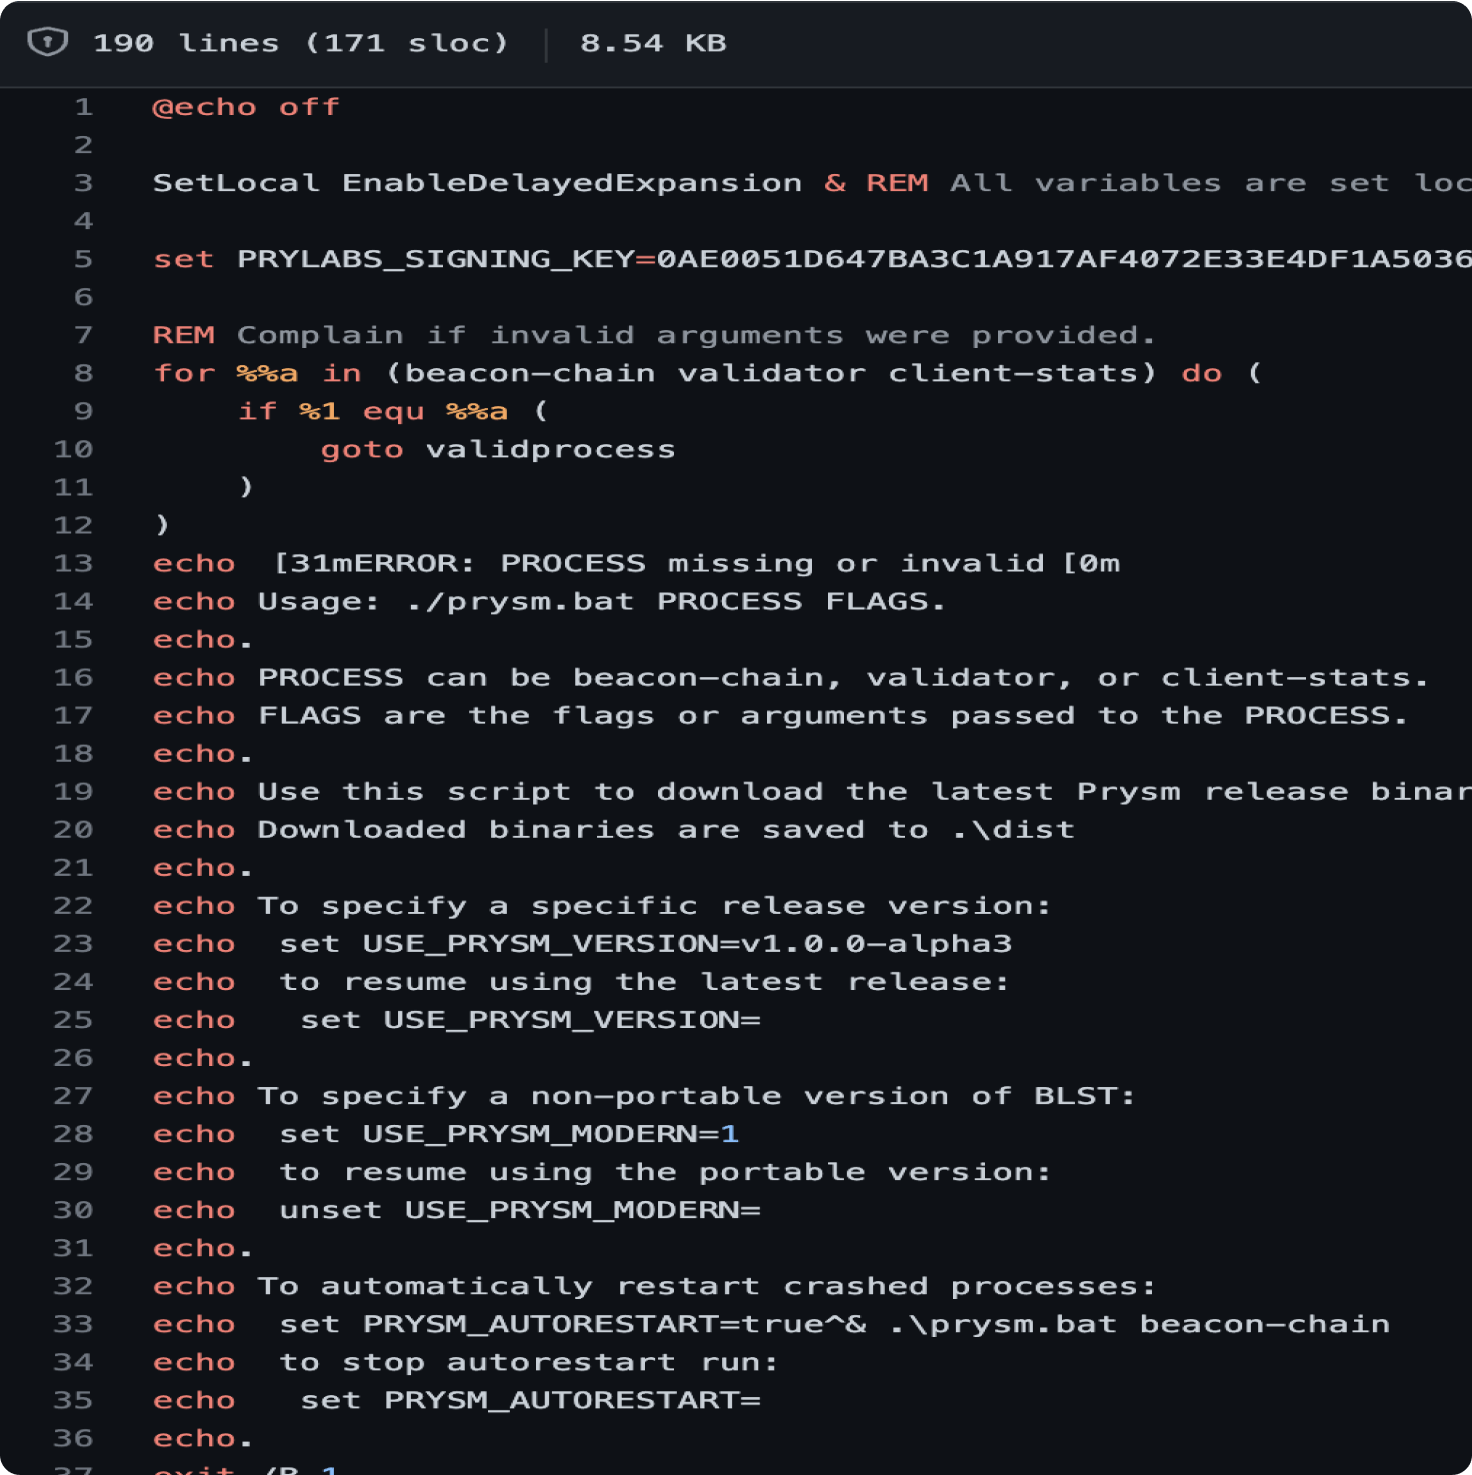 190 lines (171 sloc) | 8.54 KB
1 @echo off
2
3 SetLocal EnableDelayedExpansion & REM All variables are set loc
4
5 set PRYLABS_SIGNING_KEY=0AE0051D647BA3C1A917AF4072E33E4DF1A5036
6
7 REM Complain if invalid arguments were provided.
8 for %%a in (beacon-chain validator client-stats) do (
9     if %1 equ %%a (
10         goto validprocess
11     )
12 )
13 echo  [31mERROR: PROCESS missing or invalid [0m
14 echo Usage: ./prysm.bat PROCESS FLAGS.
15 echo.
16 echo PROCESS can be beacon-chain, validator, or client-stats.
17 echo FLAGS are the flags or arguments passed to the PROCESS.
18 echo.
19 echo Use this script to download the latest Prysm release binar
20 echo Downloaded binaries are saved to .\dist
21 echo.
22 echo To specify a specific release version:
23 echo  set USE_PRYSM_VERSION=v1.0.0-alpha3
24 echo  to resume using the latest release:
25 echo   set USE_PRYSM_VERSION=
26 echo.
27 echo To specify a non-portable version of BLST:
28 echo  set USE_PRYSM_MODERN=1
29 echo  to resume using the portable version:
30 echo  unset USE_PRYSM_MODERN=
31 echo.
32 echo To automatically restart crashed processes:
33 echo  set PRYSM_AUTORESTART=true^& .\prysm.bat beacon-chain
34 echo  to stop autorestart run:
35 echo   set PRYSM_AUTORESTART=
36 echo.
37 exit /B 1